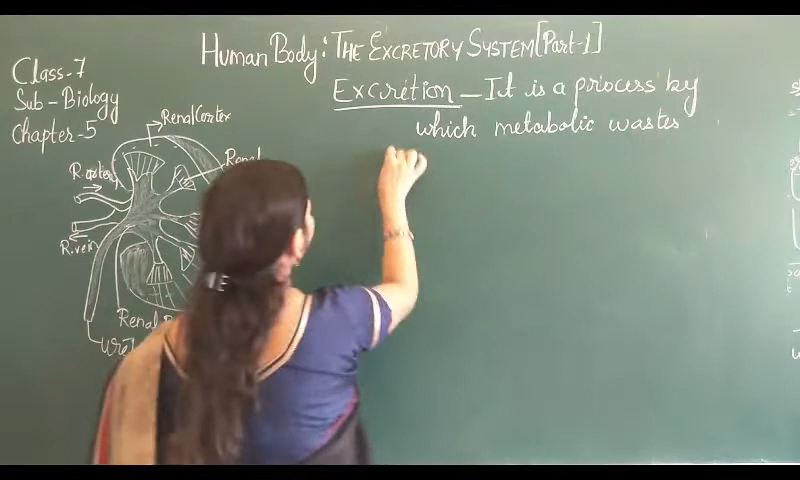 Human Body: THE EXCRETORY SYSTEM [Part-1]
Class-7
Sub-Biology
Chapter-5
Excretion - It is a process by
which metabolic wastes
Renal Cortex
R. artery
Renal
R. vein
Renal